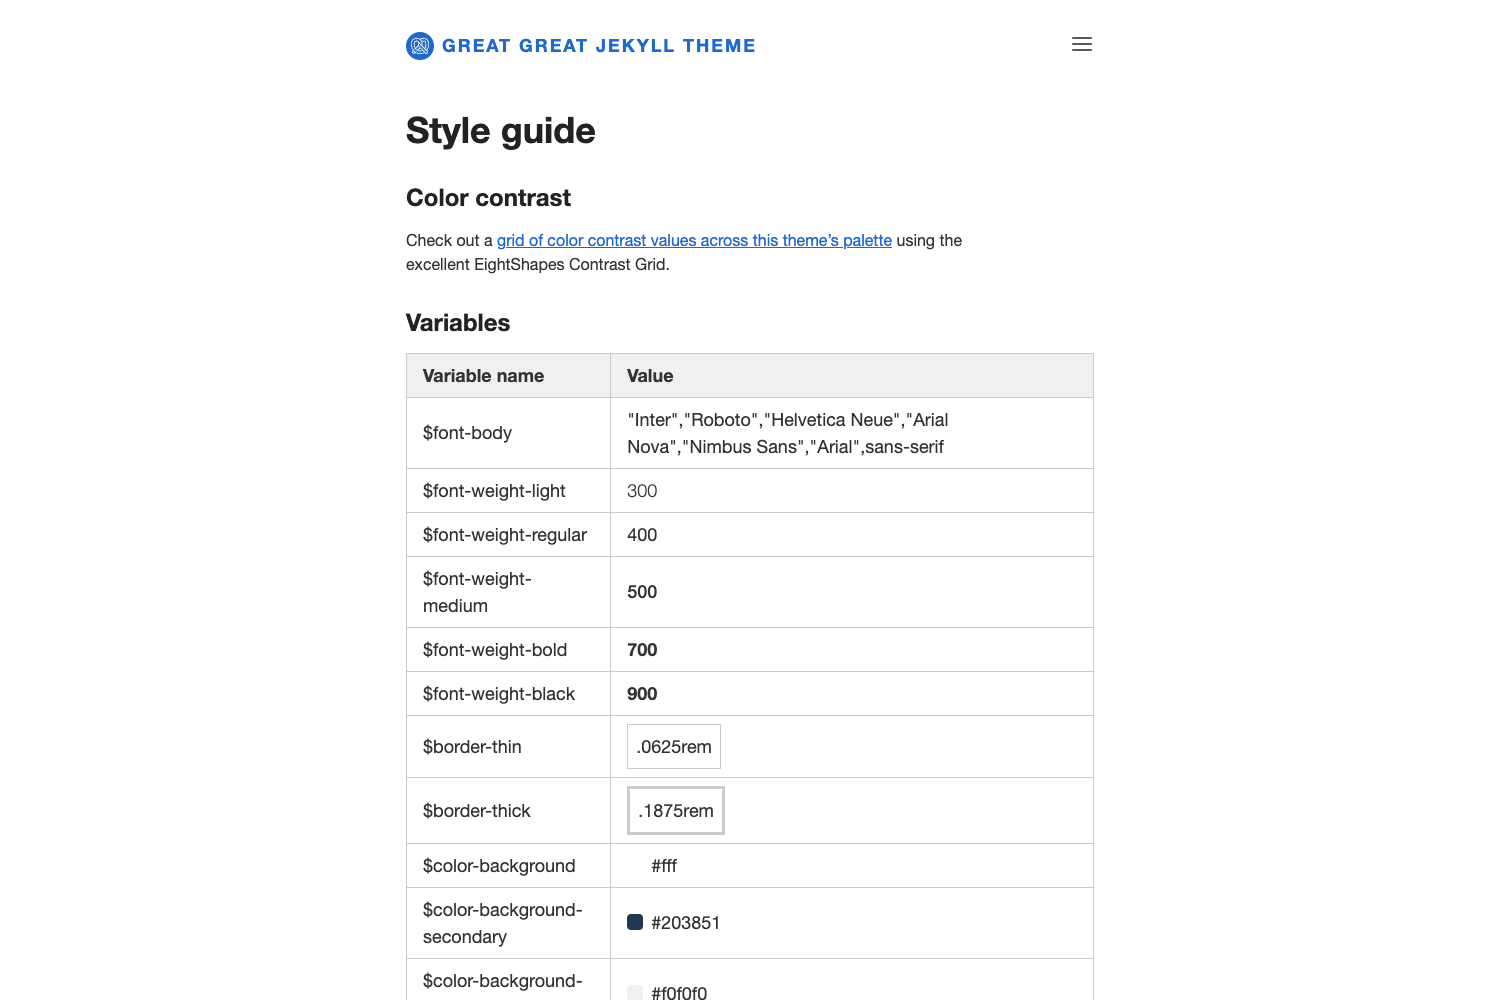 GREAT GREAT JEKYLL THEME
Style guide
Color contrast
Check out a grid of color contrast values across this theme’s palette using the
excellent EightShapes Contrast Grid.
Variables
Variable name Value
$font-body "Inter","Roboto","Helvetica Neue","Arial
Nova","Nimbus Sans","Arial",sans-serif
$font-weight-light 300
$font-weight-regular 400
$font-weight-
medium 500
$font-weight-bold 700
$font-weight-black 900
$border-thin .0625rem
$border-thick .1875rem
$color-background #fff
$color-background-
secondary #203851
$color-background- #f0f0f0